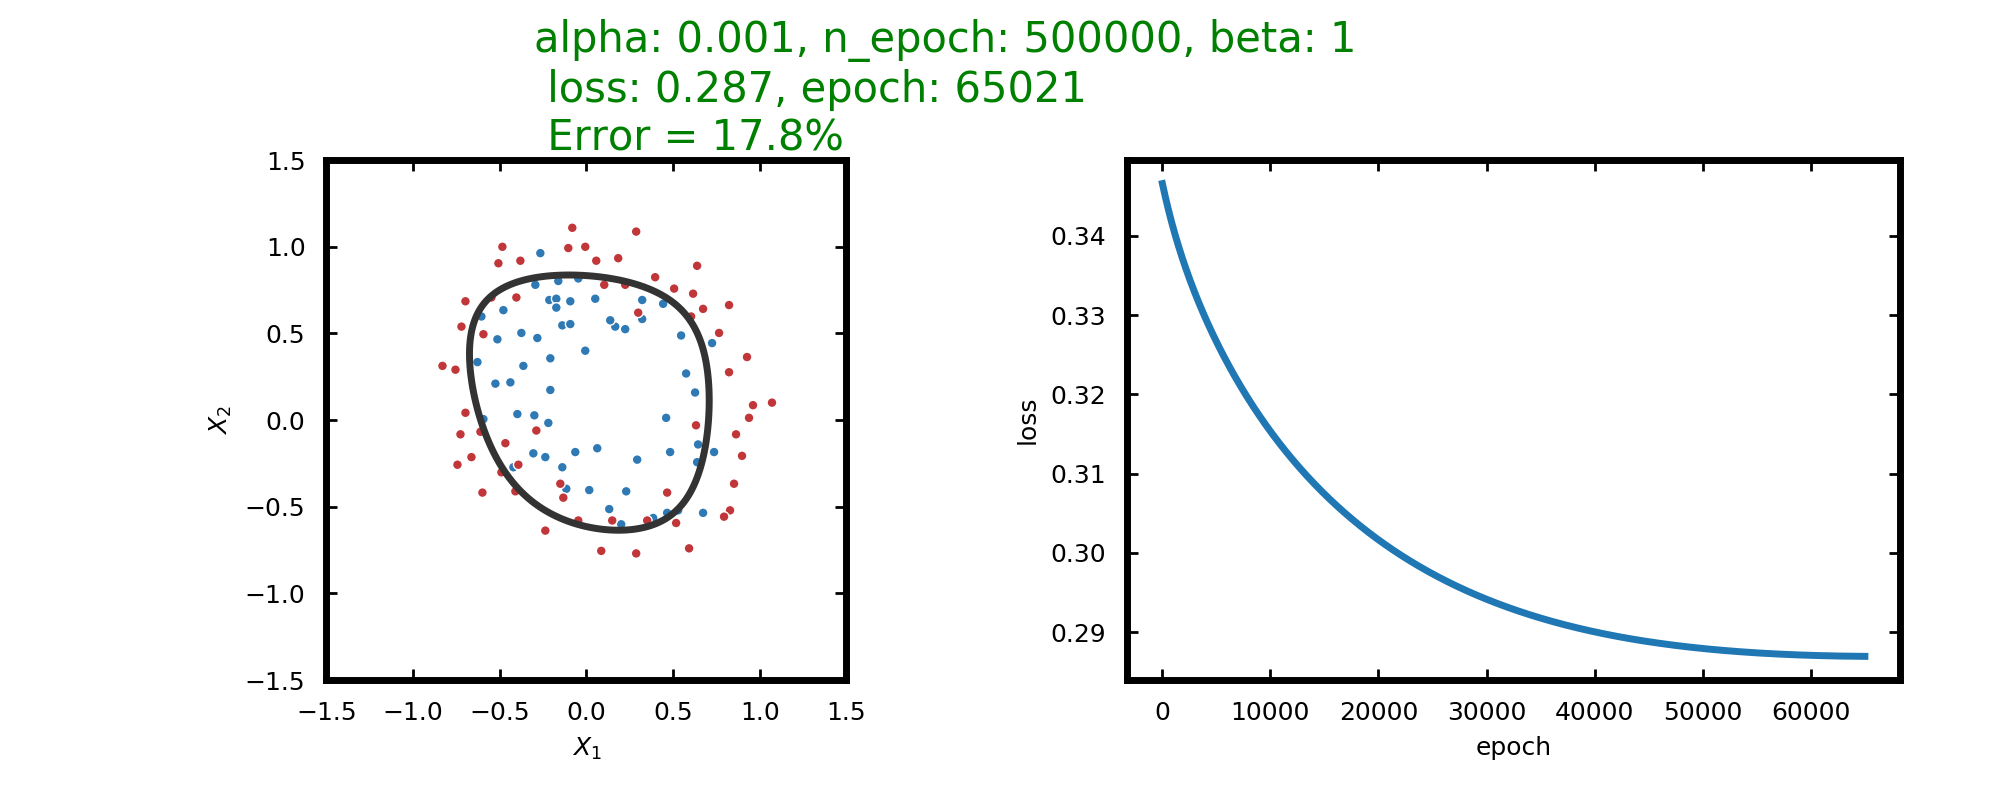 alpha: 0.001, n_epoch: 500000, beta: 1
loss: 0.287, epoch: 65021
Error = 17.8%
1.5
1.0
0.5
0.0
−0.5
−1.0
−1.5
X2
−1.5 −1.0 −0.5 0.0 0.5 1.0 1.5
X1
0.34
0.33
0.32
0.31
0.30
0.29
loss
0 10000 20000 30000 40000 50000 60000
epoch